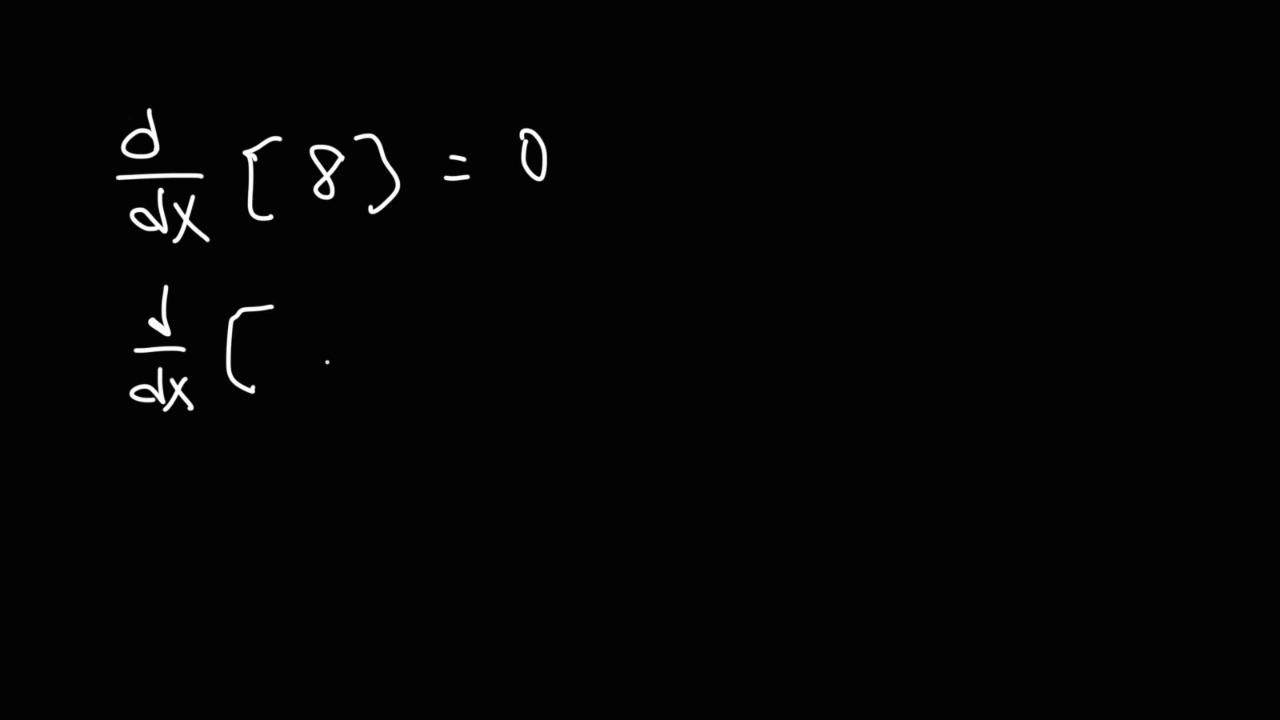 d/dx [8] = 0
d/dx [